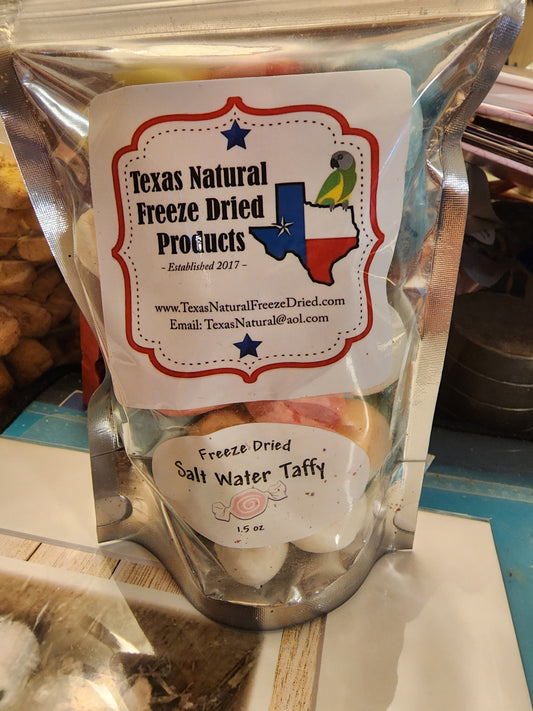 Texas Natural
Freeze Dried
Products
- Established 2017 -
www.TexasNaturalFreezeDried.com
Email: TexasNatural@aol.com
Freeze Dried
Salt Water Taffy
1.5 oz